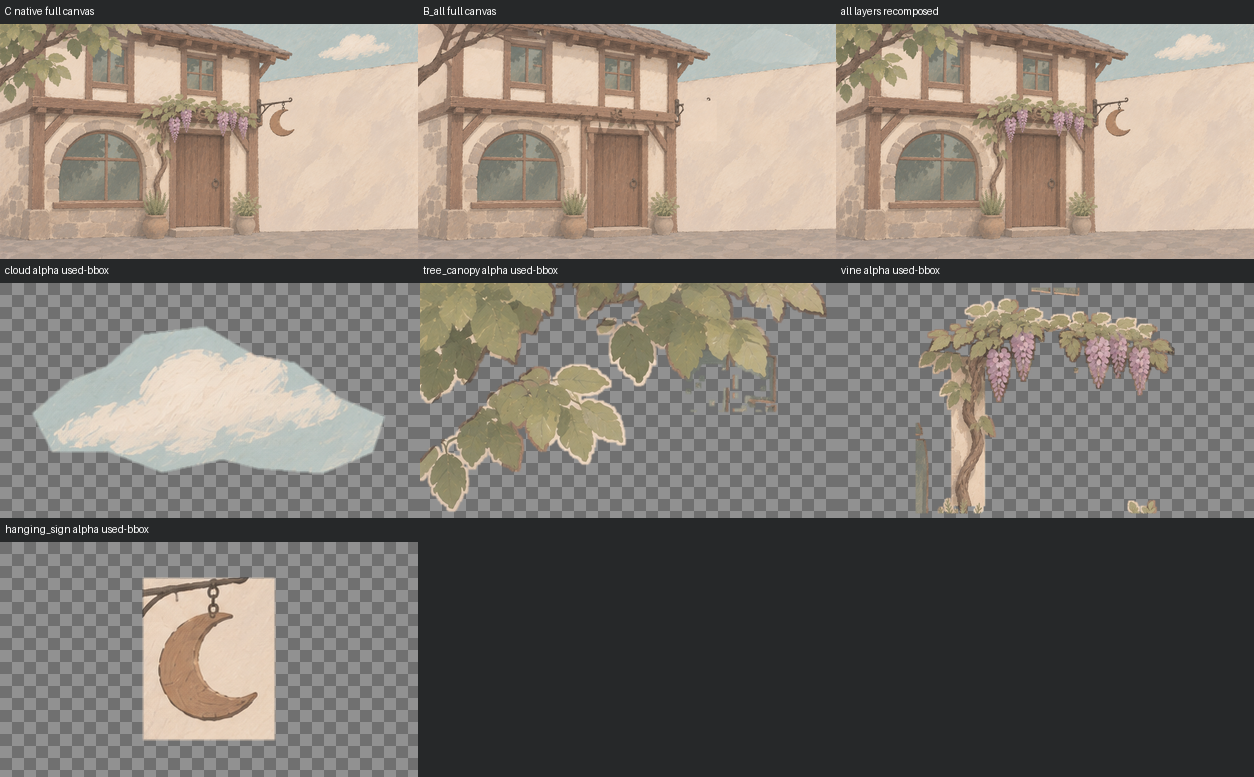 C native full canvas
B_all full canvas
all layers recomposed
cloud alpha used-bbox
tree_canopy alpha used-bbox
vine alpha used-bbox
hanging_sign alpha used-bbox